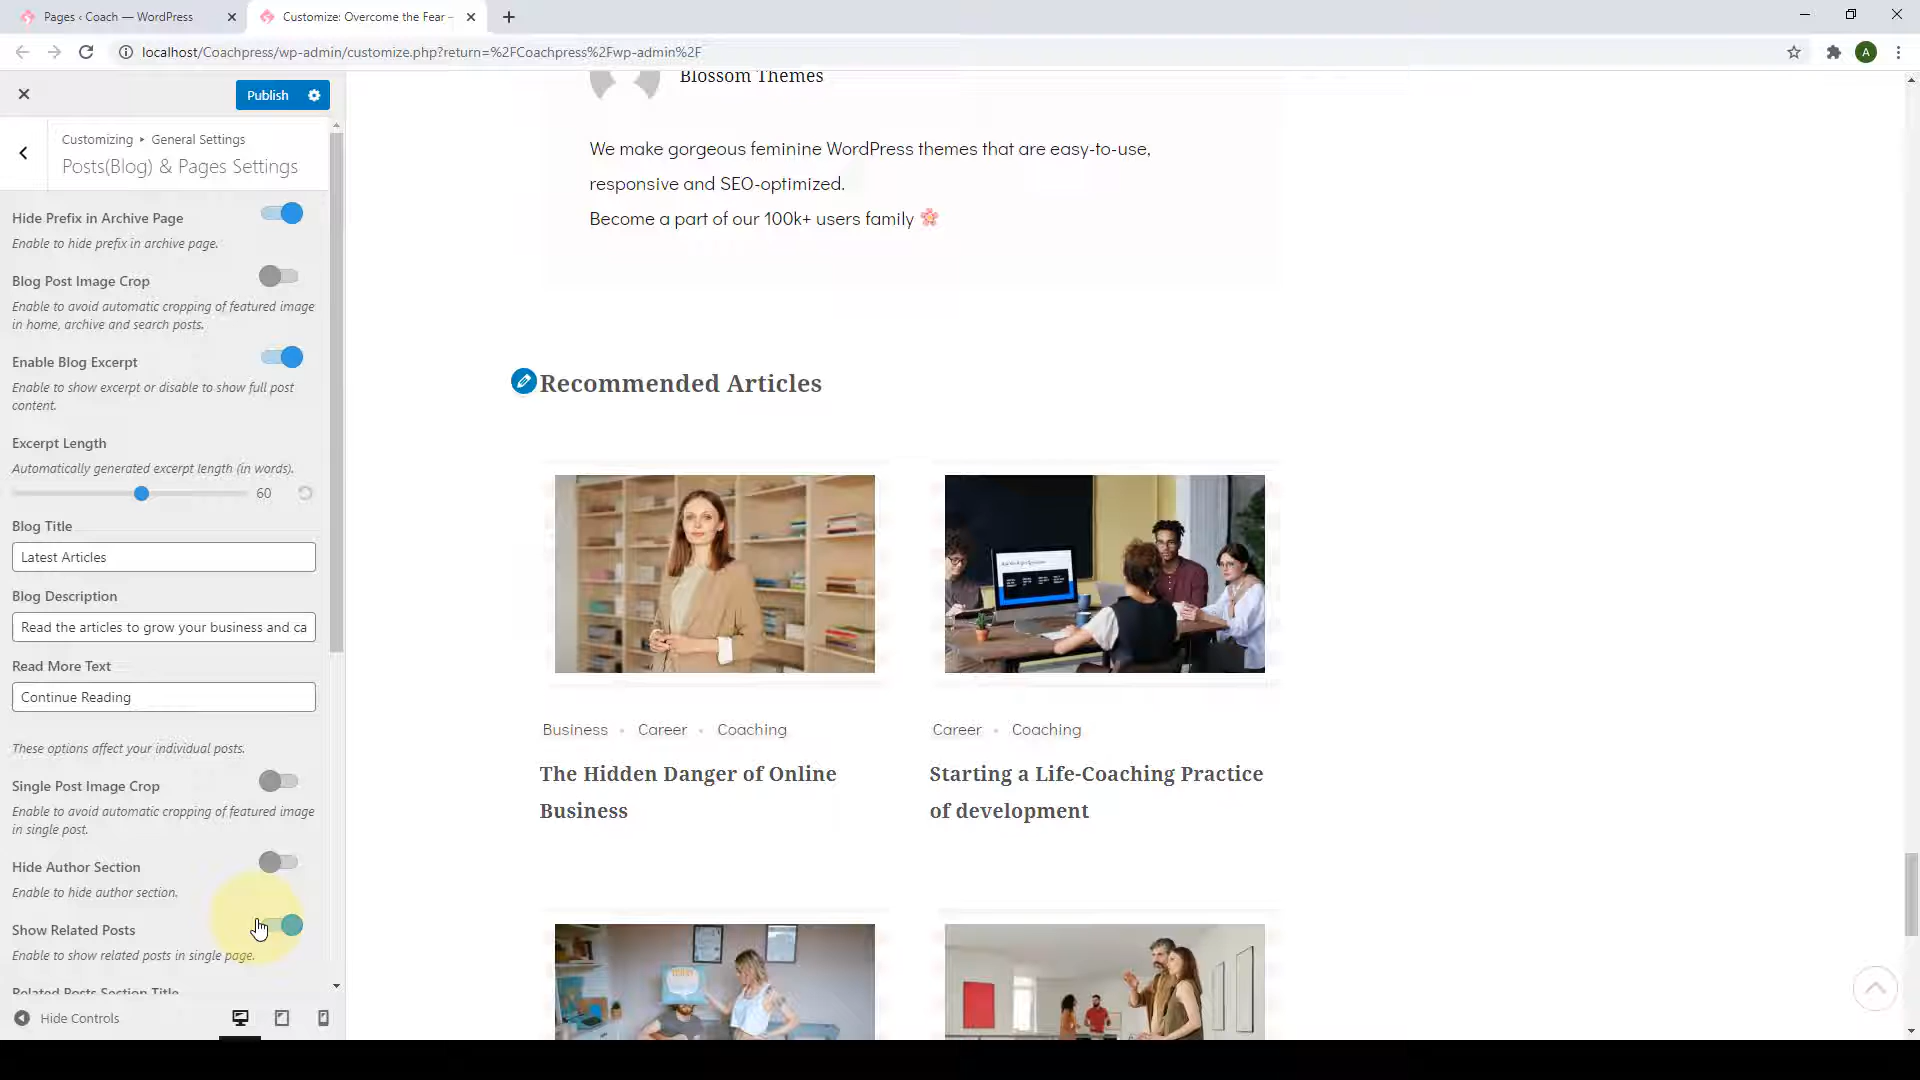 Pages ‹ Coach — WordPress
Customize: Overcome the Fear –
localhost/Coachpress/wp-admin/customize.php?return=%2FCoachpress%2Fwp-admin%2F
A
Publish
Customizing ▸ General Settings
Posts(Blog) & Pages Settings
Hide Prefix in Archive Page
Enable to hide prefix in archive page.
Blog Post Image Crop
Enable to avoid automatic cropping of featured image
in home, archive and search posts.
Enable Blog Excerpt
Enable to show excerpt or disable to show full post
content.
Excerpt Length
Automatically generated excerpt length (in words).
60
Blog Title
Latest Articles
Blog Description
Read the articles to grow your business and ca
Read More Text
Continue Reading
These options affect your individual posts.
Single Post Image Crop
Enable to avoid automatic cropping of featured image
in single post.
Hide Author Section
Enable to hide author section.
Show Related Posts
Enable to show related posts in single page.
Related Posts Section Title
Hide Controls
Blossom Themes
We make gorgeous feminine WordPress themes that are easy-to-use,
responsive and SEO-optimized.
Become a part of our 100k+ users family 🌸
Recommended Articles
Business • Career • Coaching
The Hidden Danger of Online
Business
Career • Coaching
Starting a Life-Coaching Practice
of development